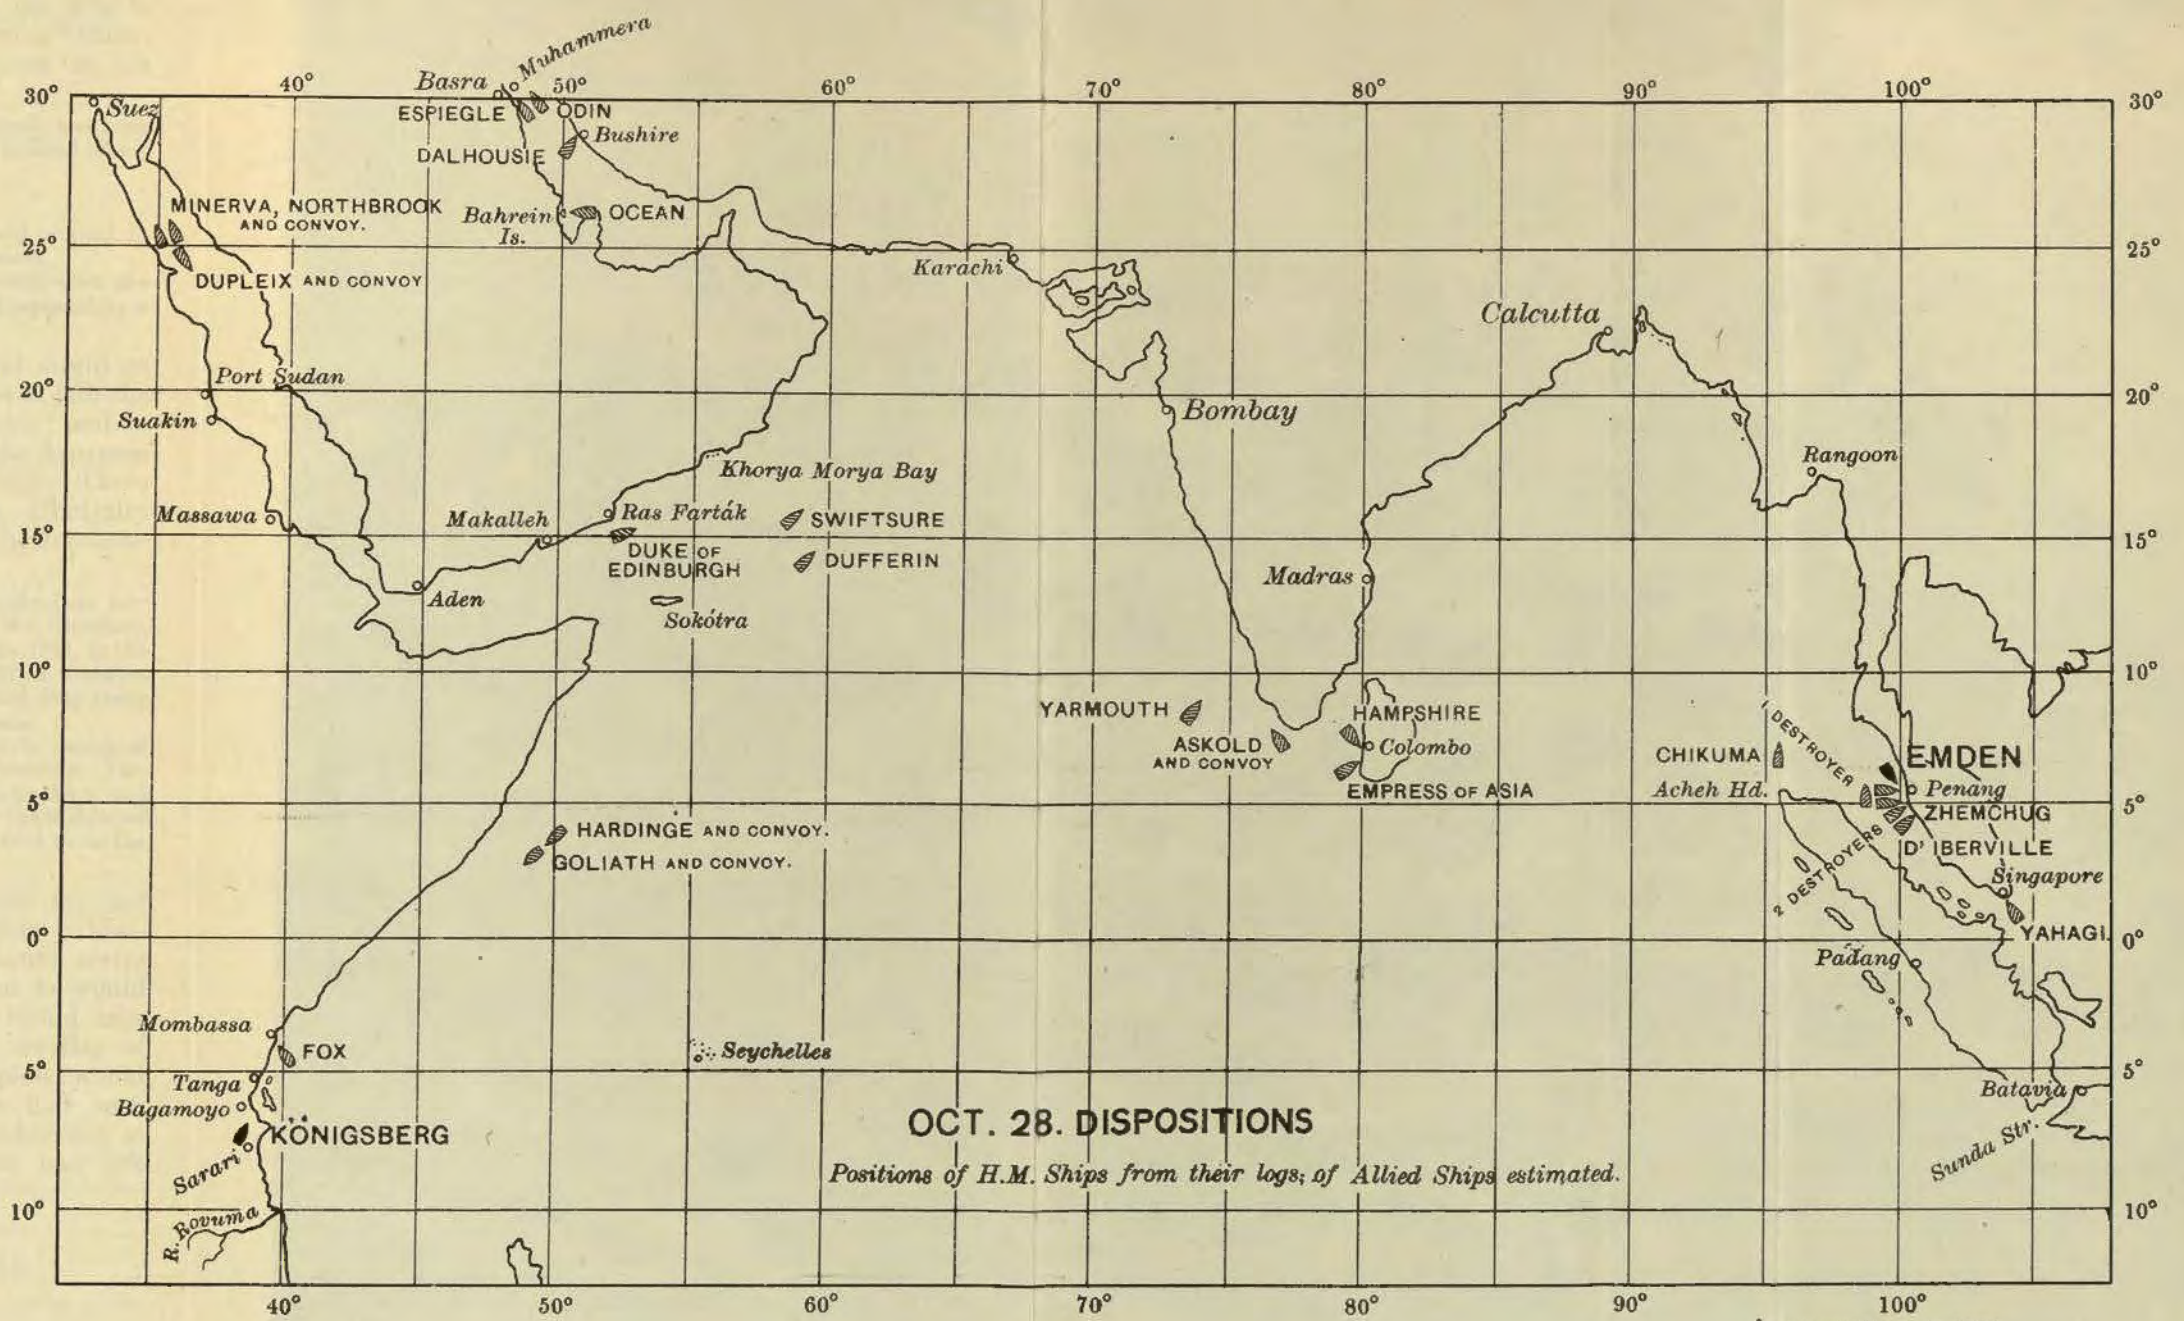 Muhammera
Basra
40°
50°
60°
70°
80°
90°
100°
30°
30°
Suez
ESPIEGLE
ODIN
Bushire
DALHOUSIE
MINERVA, NORTHBROOK
AND CONVOY.
Bahrein
Is.
OCEAN
25°
25°
DUPLEIX AND CONVOY
Karachi
Calcutta
Port Sudan
20°
20°
Suakin
Bombay
Khorya Morya Bay
Rangoon
Massawa
Makalleh
Ras Farták
SWIFTSURE
15°
15°
DUKE OF
EDINBURGH
DUFFERIN
Madras
Aden
Sokótra
10°
10°
YARMOUTH
HAMPSHIRE
ASKOLD
AND CONVOY
Colombo
EMPRESS OF ASIA
1 DESTROYER
CHIKUMA
EMDEN
Acheh Hd.
Penang
5°
5°
ZHEMCHUG
HARDINGE AND CONVOY.
GOLIATH AND CONVOY.
2 DESTROYERS
D' IBERVILLE
Singapore
0°
0°
YAHAGI
Padang
Mombassa
FOX
Seychelles
5°
5°
Tanga
Bagamoyo
Batavia
KÖNIGSBERG
OCT. 28. DISPOSITIONS
Sarari
Sunda Str.
Positions of H.M. Ships from their logs; of Allied Ships estimated.
10°
10°
R. Rovuma
40°
50°
60°
70°
80°
90°
100°